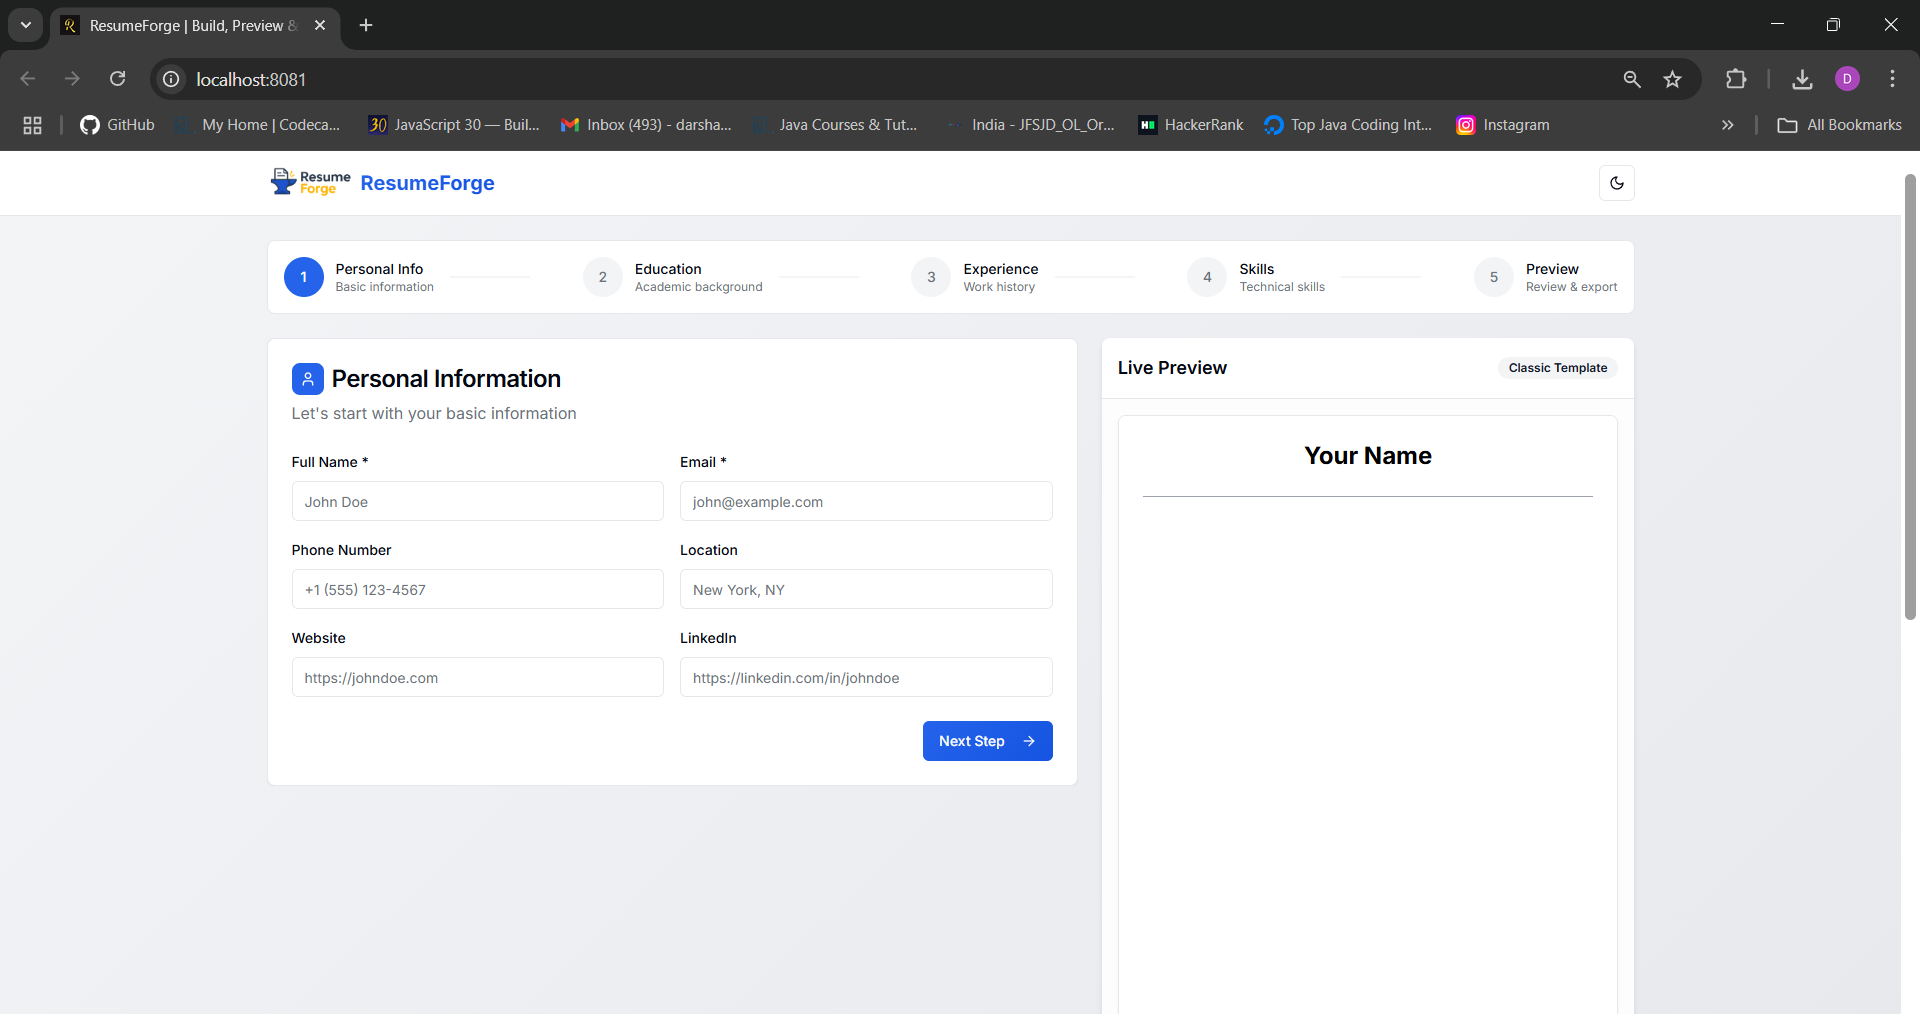 ResumeForge | Build, Preview &
localhost:8081
D
GitHub
My Home | Codeca...
30
JavaScript 30 — Buil...
Inbox (493) - darsha...
Java Courses & Tut...
India - JFSJD_OL_Or...
HackerRank
Top Java Coding Int...
Instagram
All Bookmarks
Resume
Forge
ResumeForge
1
Personal Info
Basic information
2
Education
Academic background
3
Experience
Work history
4
Skills
Technical skills
5
Preview
Review & export
Personal Information
Let's start with your basic information
Full Name *
Email *
John Doe
john@example.com
Phone Number
Location
+1 (555) 123-4567
New York, NY
Website
LinkedIn
https://johndoe.com
https://linkedin.com/in/johndoe
Next Step
Live Preview
Classic Template
Your Name